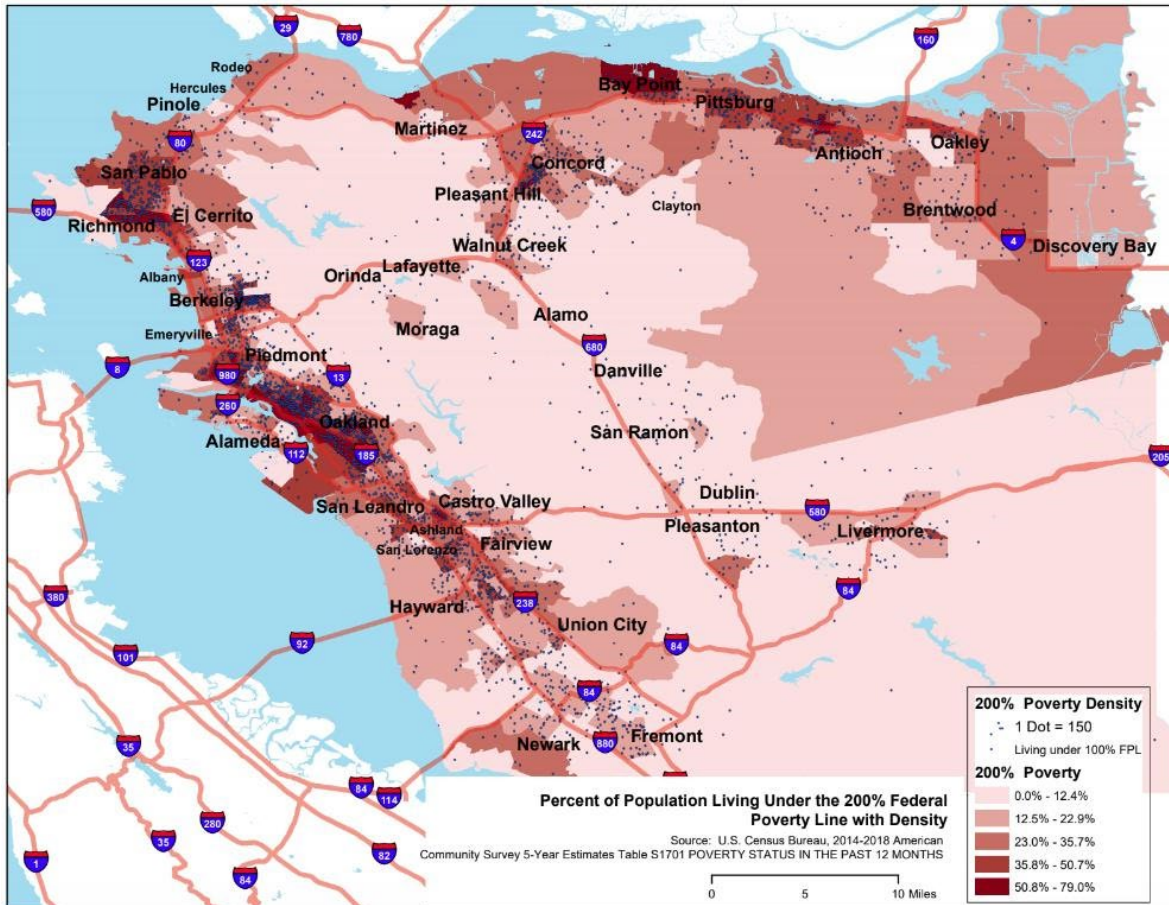 29
780
160
Rodeo
Hercules
Pinole
Bay Point
Pittsburg
Martinez
80
242
Antioch
Oakley
San Pablo
Concord
Pleasant Hill
580
Richmond
El Cerrito
Clayton
Brentwood
4
Discovery Bay
Walnut Creek
123
Albany
Orinda
Lafayette
Berkeley
Emeryville
Moraga
Alamo
Piedmont
680
8
980
13
Danville
260
Oakland
Alameda
San Ramon
112
185
205
San Leandro
Castro Valley
Dublin
580
Pleasanton
Ashland
San Lorenzo
Fairview
Livermore
380
Hayward
238
84
Union City
92
84
101
84
Newark
880
Fremont
35
84
114
280
35
82
1
84
200% Poverty Density
1 Dot = 150
Living under 100% FPL
200% Poverty
0.0% - 12.4%
12.5% - 22.9%
23.0% - 35.7%
35.8% - 50.7%
50.8% - 79.0%
Percent of Population Living Under the 200% Federal
Poverty Line with Density
Source: U.S. Census Bureau, 2014-2018 American
Community Survey 5-Year Estimates Table S1701 POVERTY STATUS IN THE PAST 12 MONTHS
0 5 10 Miles